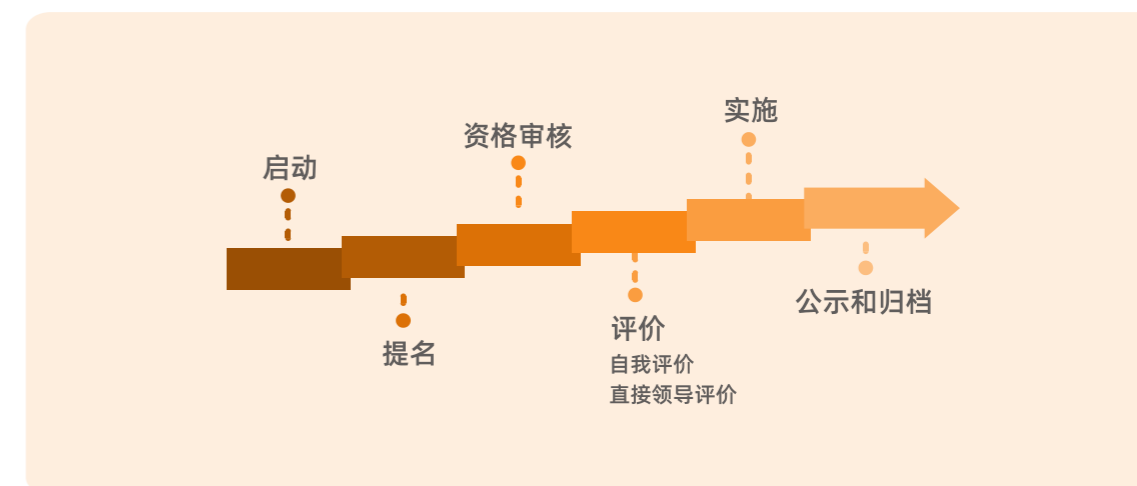 启动
提名
资格审核
评价
自我评价
直接领导评价
实施
公示和归档